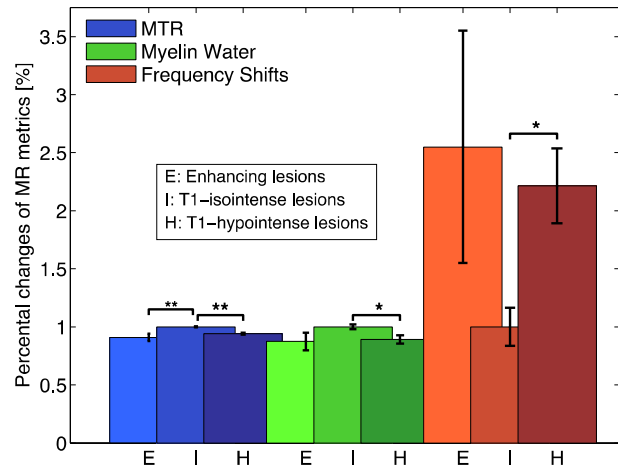 Percental changes of MR metrics [%]
3.5
3
2.5
2
1.5
1
0.5
0
MTR
Myelin Water
Frequency Shifts
E: Enhancing lesions
I: T1-isointense lesions
H: T1-hypointense lesions
** ** * *
E I H E I H E I H